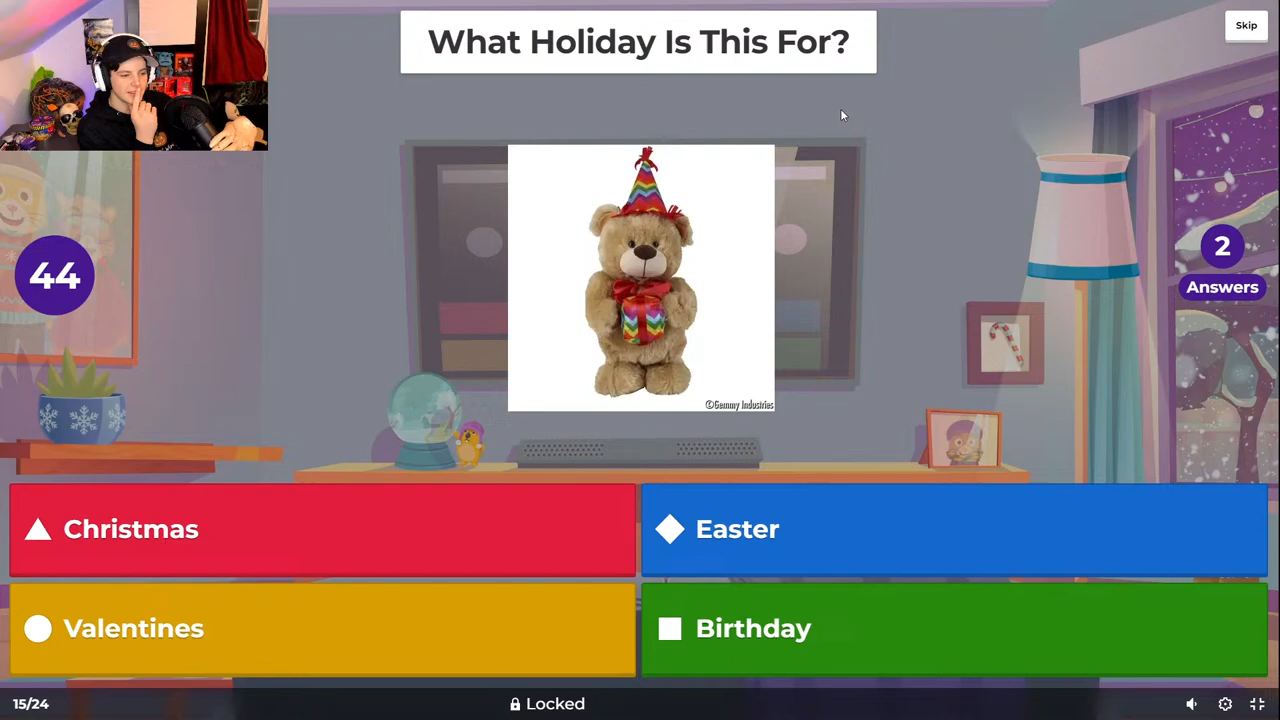 What Holiday Is This For?
Skip
44
2
Answers
©Gemmy Industries
Christmas
Easter
Valentines
Birthday
15/24
Locked